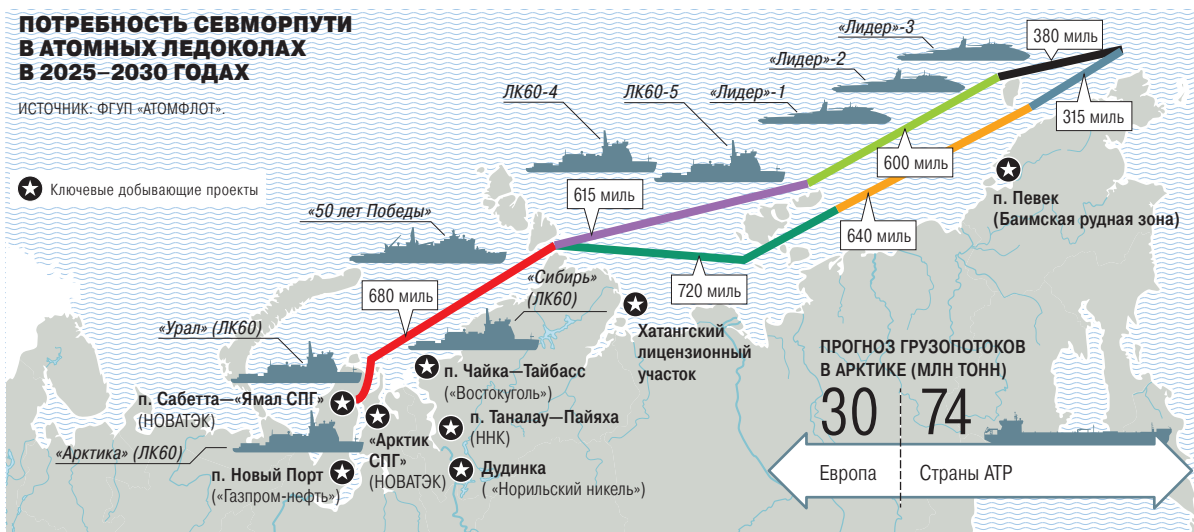 ПОТРЕБНОСТЬ СЕВМОРПУТИ
В АТОМНЫХ ЛЕДОКОЛАХ
В 2025–2030 ГОДАХ
ИСТОЧНИК: ФГУП «АТОМФЛОТ».
Ключевые добывающие проекты
«Лидер»-3
380 миль
«Лидер»-2
ЛК60-4
ЛК60-5
«Лидер»-1
315 миль
600 миль
615 миль
п. Певек
(Баимская рудная зона)
«50 лет Победы»
640 миль
«Сибирь»
(ЛК60)
680 миль
720 миль
«Урал» (ЛК60)
Хатангский
лицензионный
участок
п. Чайка—Тайбасс
(«Востокуголь»)
п. Сабетта—«Ямал СПГ»
(НОВАТЭК)
п. Таналау—Пайяха
(ННК)
«Арктика» (ЛК60)
«Арктик
СПГ»
(НОВАТЭК)
п. Новый Порт
(«Газпром-нефть»)
Дудинка
( «Норильский никель»)
ПРОГНОЗ ГРУЗОПОТОКОВ
В АРКТИКЕ (МЛН ТОНН)
30 74
Европа Страны АТР